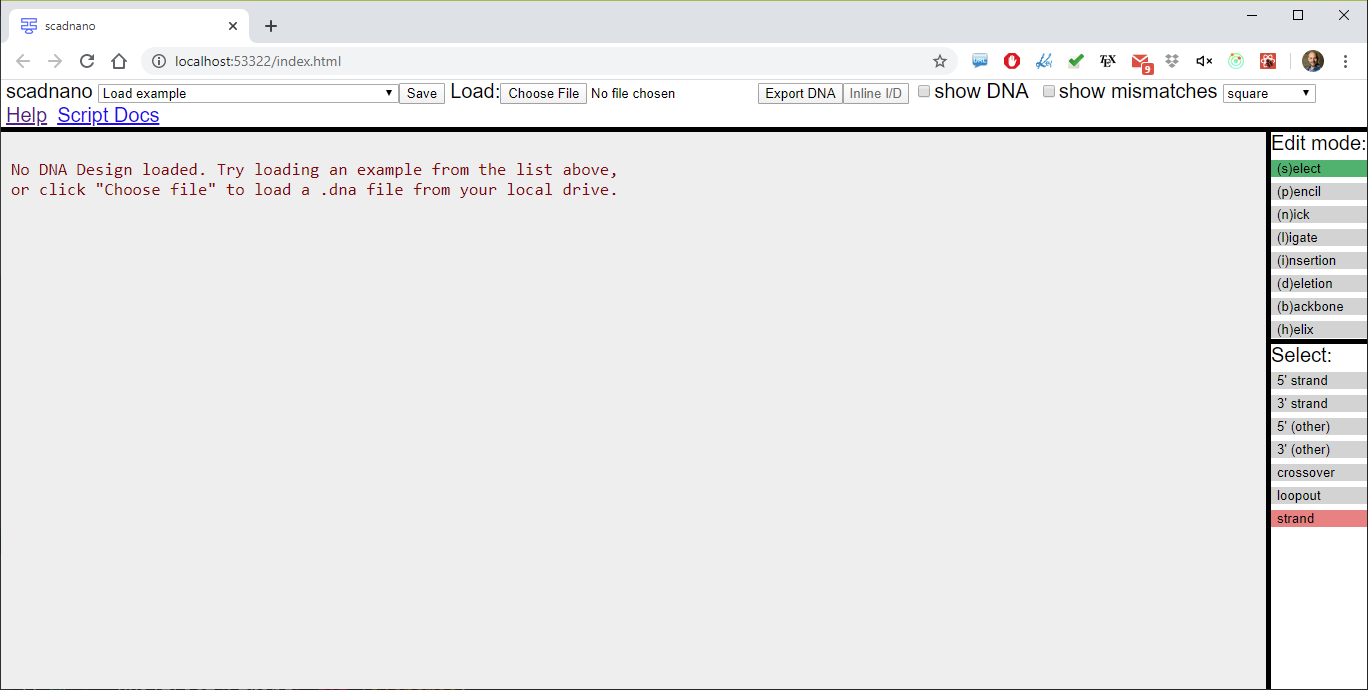 scadnano
localhost:53322/index.html
URL
TEX
9
scadnano Load example Save Load: Choose File No file chosen Export DNA Inline I/D show DNA show mismatches square
Help Script Docs
No DNA Design loaded. Try loading an example from the list above,
or click "Choose file" to load a .dna file from your local drive.
Edit mode:
(s)elect
(p)encil
(n)ick
(l)igate
(i)nsertion
(d)eletion
(b)ackbone
(h)elix
Select:
5' strand
3' strand
5' (other)
3' (other)
crossover
loopout
strand